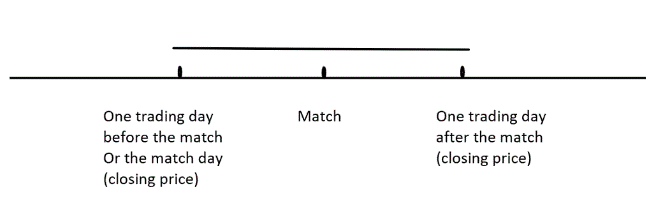 One trading day
before the match
Or the match day
(closing price)
Match
One trading day
after the match
(closing price)